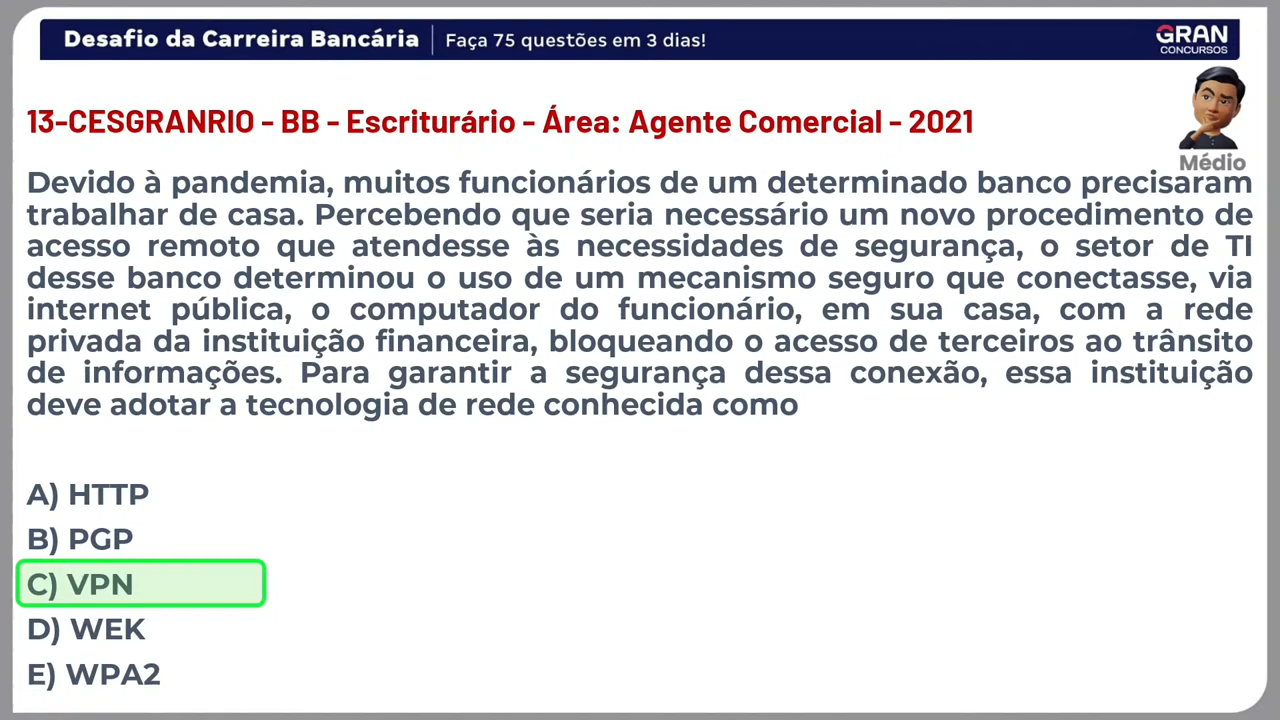 Desafio da Carreira Bancária | Faça 75 questões em 3 dias!
GRAN
CONCURSOS
13-CESGRANRIO - BB - Escriturário - Área: Agente Comercial - 2021
Médio
Devido à pandemia, muitos funcionários de um determinado banco precisaram
trabalhar de casa. Percebendo que seria necessário um novo procedimento de
acesso remoto que atendesse às necessidades de segurança, o setor de TI
desse banco determinou o uso de um mecanismo seguro que conectasse, via
internet pública, o computador do funcionário, em sua casa, com a rede
privada da instituição financeira, bloqueando o acesso de terceiros ao trânsito
de informações. Para garantir a segurança dessa conexão, essa instituição
deve adotar a tecnologia de rede conhecida como
A) HTTP
B) PGP
C) VPN
D) WEK
E) WPA2